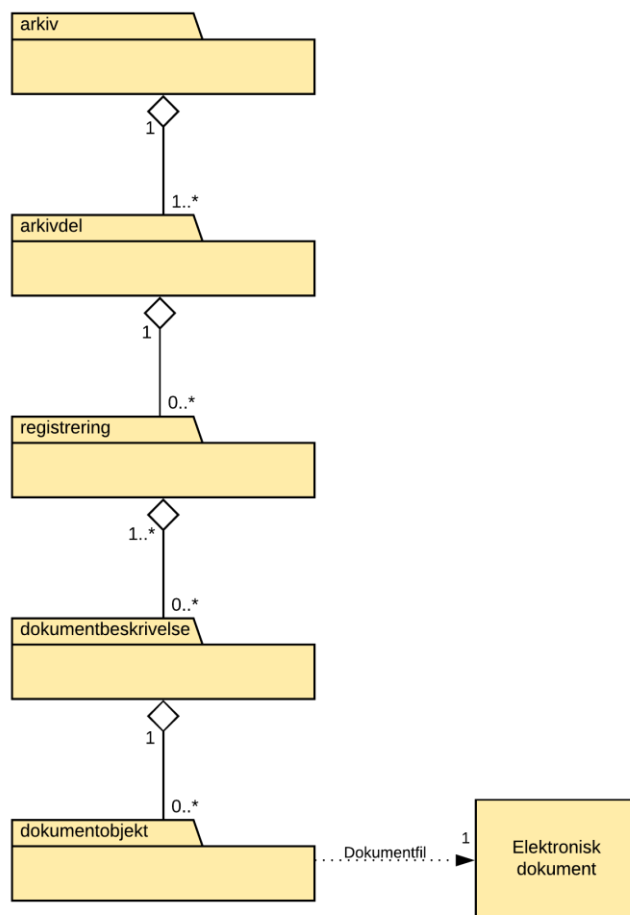 arkiv
1
1..*
arkivdel
1
0..*
registrering
1..*
0..*
dokumentbeskrivelse
1
0..*
dokumentobjekt
Dokumentfil
1
Elektronisk
dokument